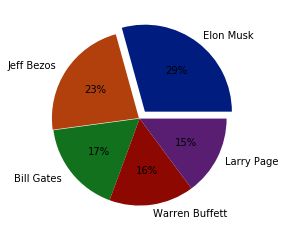 Elon Musk
29%
Jeff Bezos
23%
Bill Gates
17%
Warren Buffett
16%
Larry Page
15%